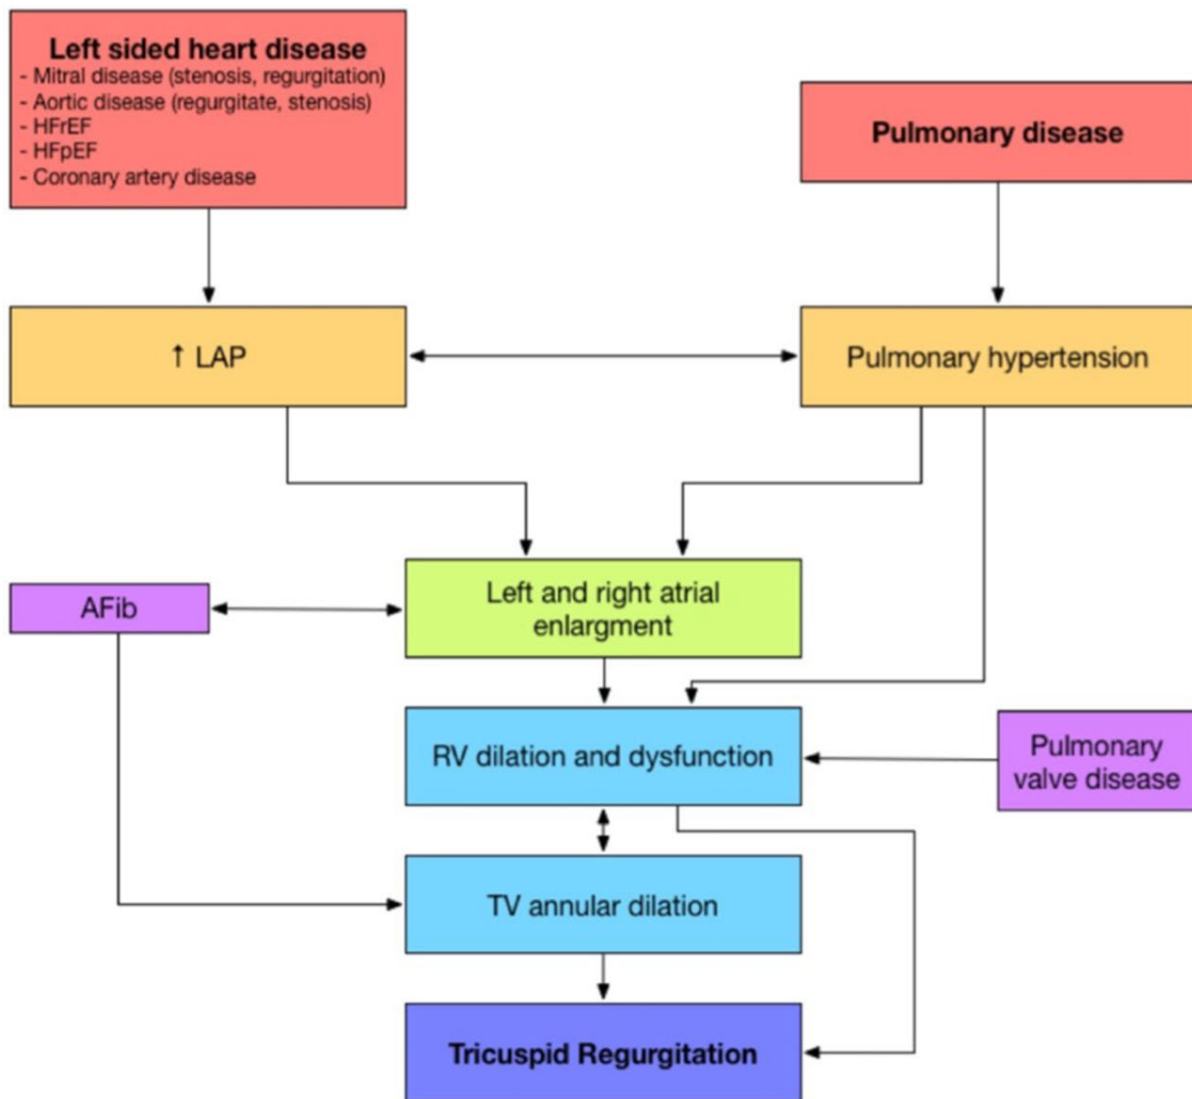 Left sided heart disease
- Mitral disease (stenosis, regurgitation)
- Aortic disease (regurgitate, stenosis)
- HFrEF
- HFpEF
- Coronary artery disease
Pulmonary disease
↑ LAP
Pulmonary hypertension
Left and right atrial
enlargment
AFib
RV dilation and dysfunction
Pulmonary
valve disease
TV annular dilation
Tricuspid Regurgitation